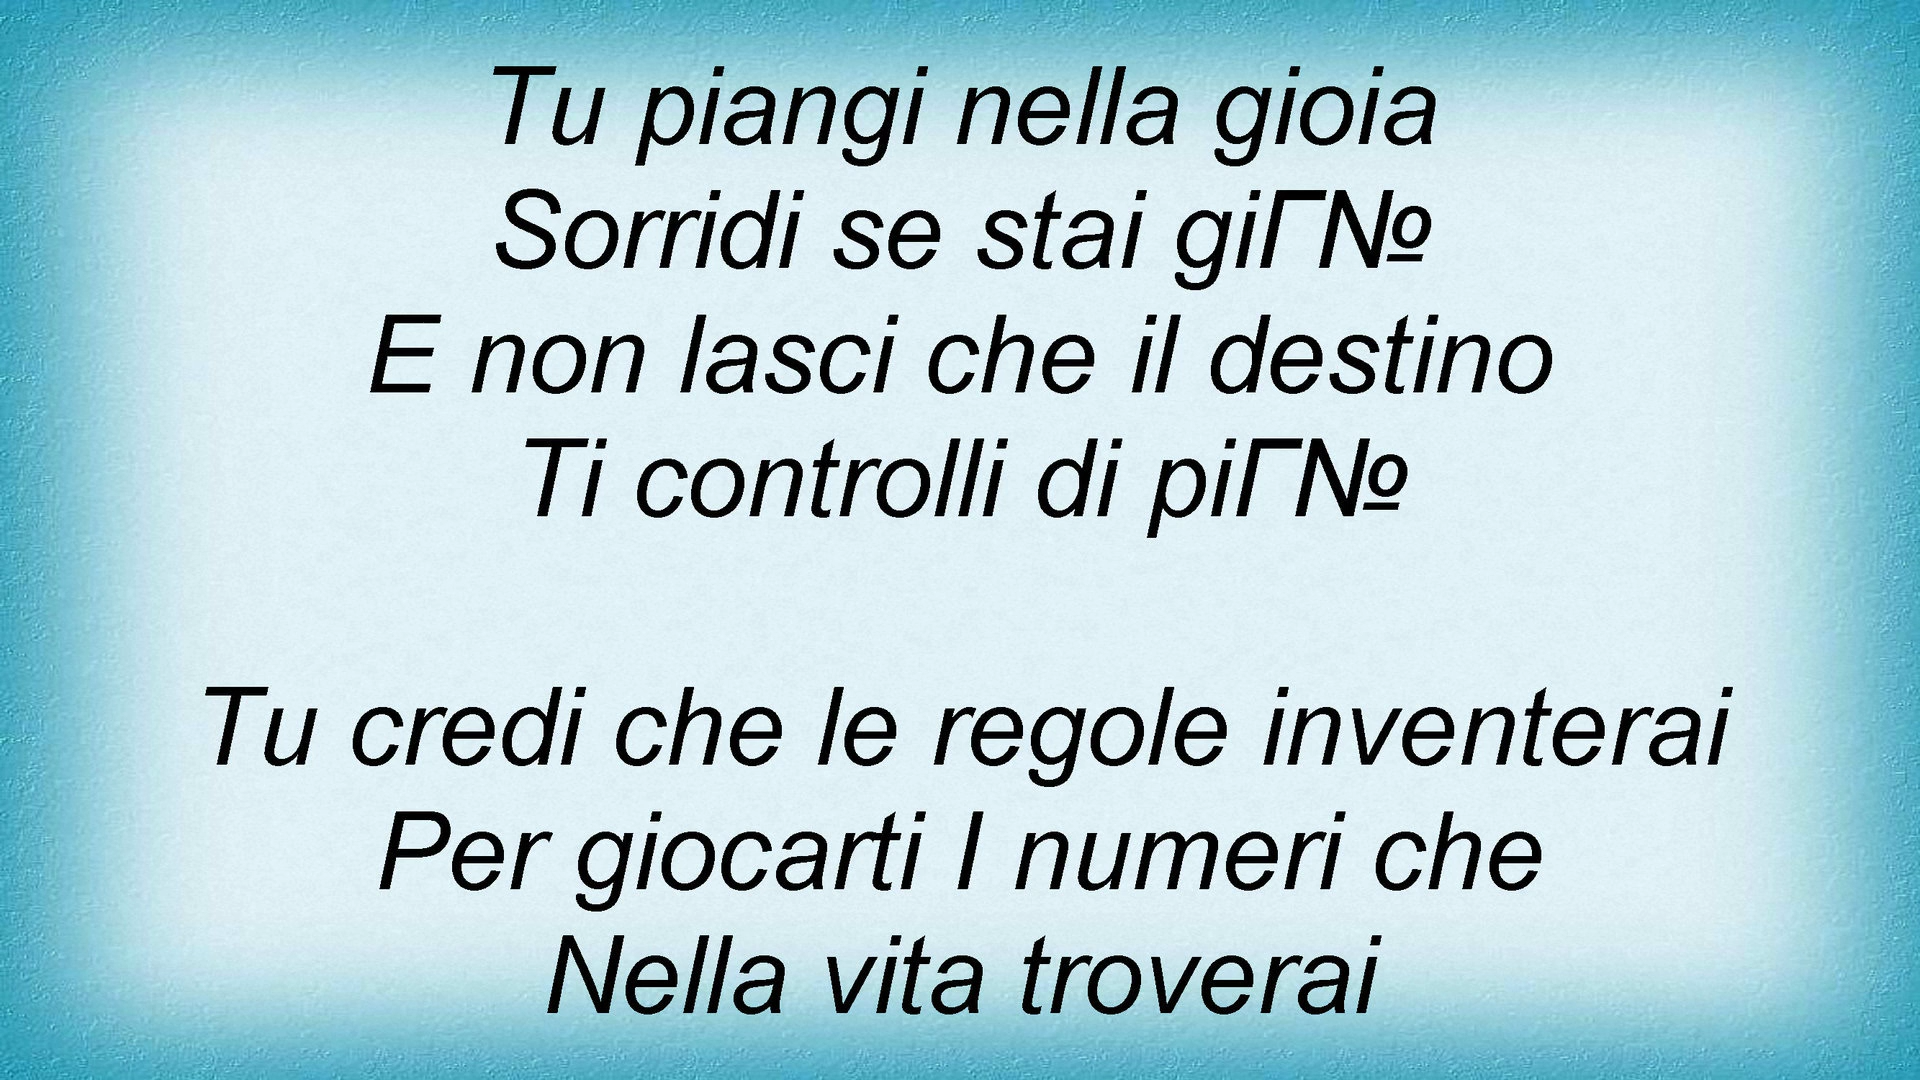 Tu piangi nella gioia
Sorridi se stai giГ№
E non lasci che il destino
Ti controlli di piГ№
Tu credi che le regole inventerai
Per giocarti I numeri che
Nella vita troverai